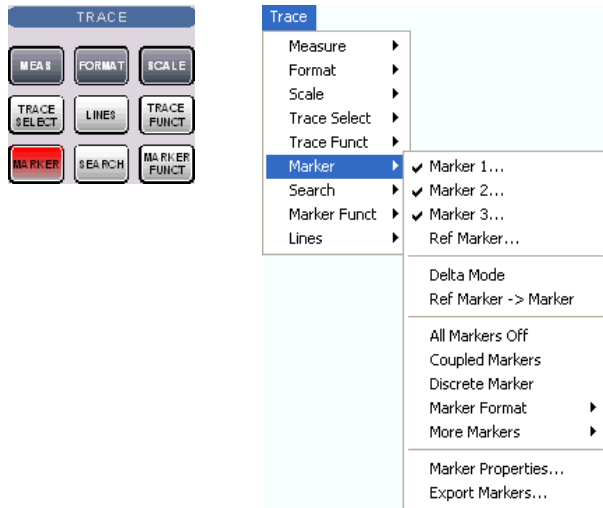 TRACE
MEAS
FORMAT
SCALE
TRACE
SELECT
LINES
TRACE
FUNCT
MARKER
SEARCH
MARKER
FUNCT
Trace
Measure
Format
Scale
Trace Select
Trace Funct
Marker
Search
Marker Funct
Lines
Marker 1...
Marker 2...
Marker 3...
Ref Marker...
Delta Mode
Ref Marker -> Marker
All Markers Off
Coupled Markers
Discrete Marker
Marker Format
More Markers
Marker Properties...
Export Markers...